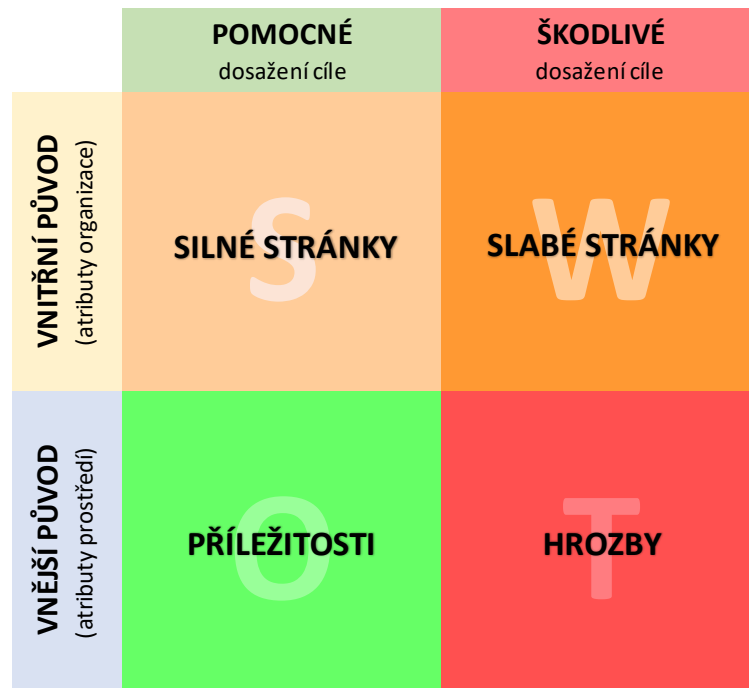 POMOCNÉ
dosažení cíle
ŠKODLIVÉ
dosažení cíle
VNITŘNÍ PŮVOD
(atributy organizace)
S
SILNÉ STRÁNKY
W
SLABÉ STRÁNKY
VNĚJŠÍ PŮVOD
(atributy prostředí)
O
PŘÍLEŽITOSTI
T
HROZBY